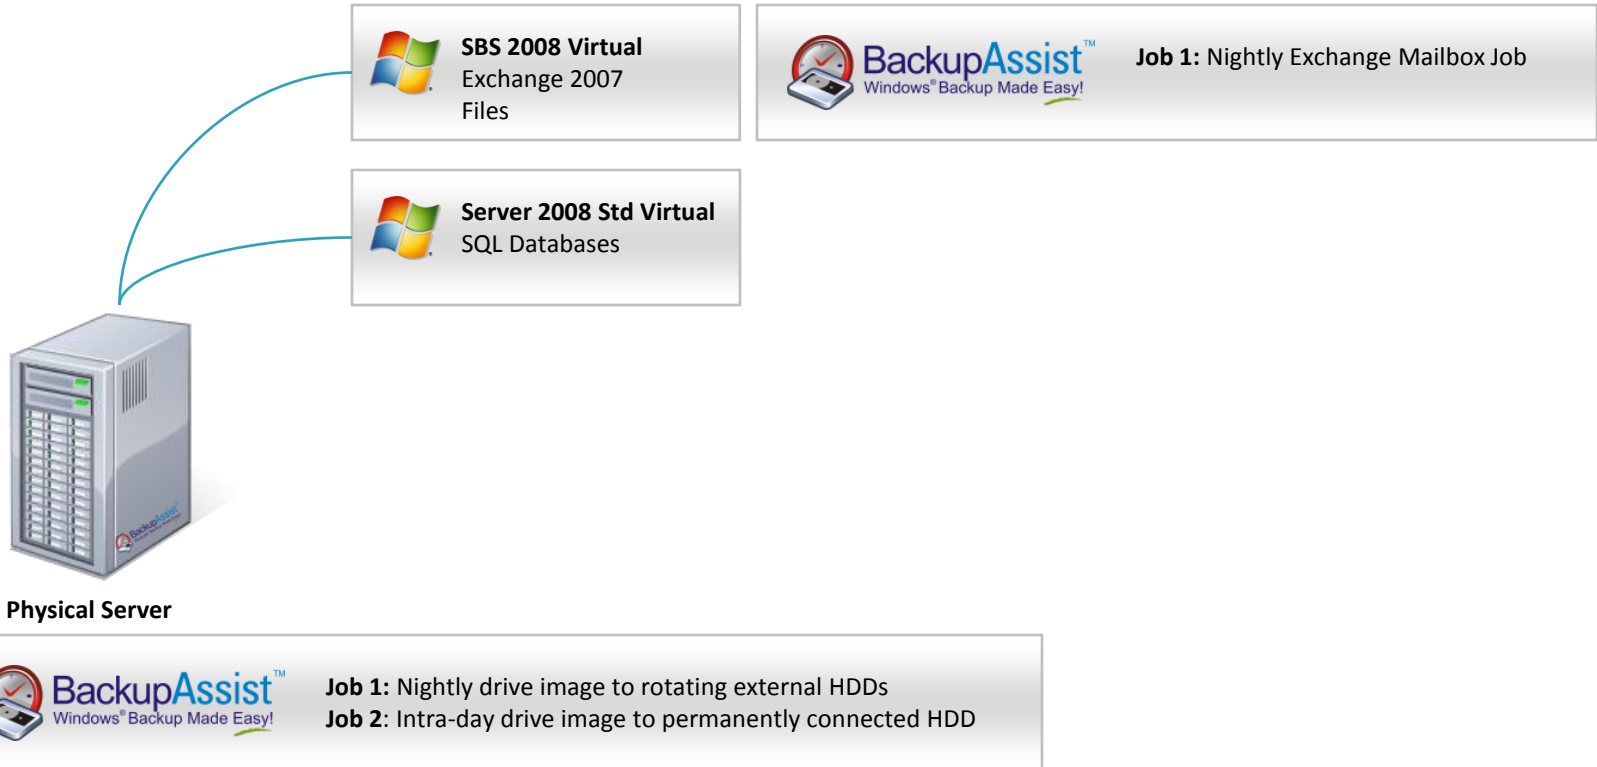 SBS 2008 Virtual
Exchange 2007
Files
BackupAssist™
Windows® Backup Made Easy!
Job 1: Nightly Exchange Mailbox Job
Server 2008 Std Virtual
SQL Databases
BackupAssist
Physical Server
BackupAssist™
Windows® Backup Made Easy!
Job 1: Nightly drive image to rotating external HDDs
Job 2: Intra-day drive image to permanently connected HDD